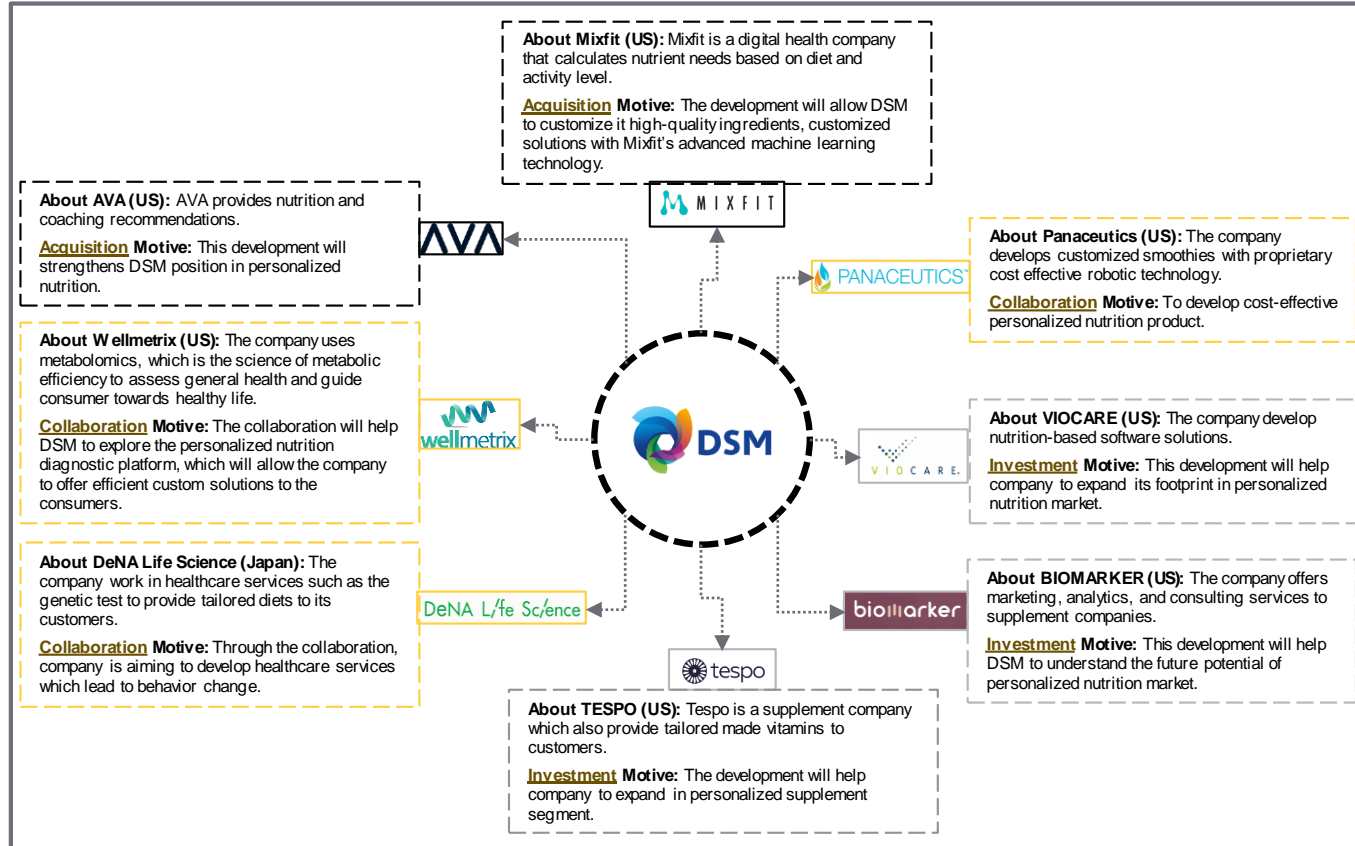 About Mixfit (US): Mixfit is a digital health company
that calculates nutrient needs based on diet and
activity level.
Acquisition Motive: The development will allow DSM
to customize it high-quality ingredients, customized
solutions with Mixfit's advanced machine learning
technology.
MIXFIT
About AVA (US): AVA provides nutrition and
coaching recommendations.
Acquisition Motive: This development will
strengthens DSM position in personalized
nutrition.
AVA
About Panaceutics (US): The company
develops customized smoothies with proprietary
cost effective robotic technology.
Collaboration Motive: To develop cost-effective
personalized nutrition product.
PANACEUTICS™
About Wellmetrix (US): The company uses
metabolomics, which is the science of metabolic
efficiency to assess general health and guide
consumer towards healthy life.
Collaboration Motive: The collaboration will help
DSM to explore the personalized nutrition
diagnostic platform, which will allow the company
to offer efficient custom solutions to the
consumers.
wellmetrix
DSM
VIOCARE.
About VIOCARE (US): The company develop
nutrition-based software solutions.
Investment Motive: This development will help
company to expand its footprint in personalized
nutrition market.
About DeNA Life Science (Japan): The
company work in healthcare services such as the
genetic test to provide tailored diets to its
customers.
Collaboration Motive: Through the collaboration,
company is aiming to develop healthcare services
which lead to behavior change.
DeNA Life Science
biomarker
About BIOMARKER (US): The company offers
marketing, analytics, and consulting services to
supplement companies.
Investment Motive: This development will help
DSM to understand the future potential of
personalized nutrition market.
tespo
About TESPO (US): Tespo is a supplement company
which also provide tailored made vitamins to
customers.
Investment Motive: The development will help
company to expand in personalized supplement
segment.